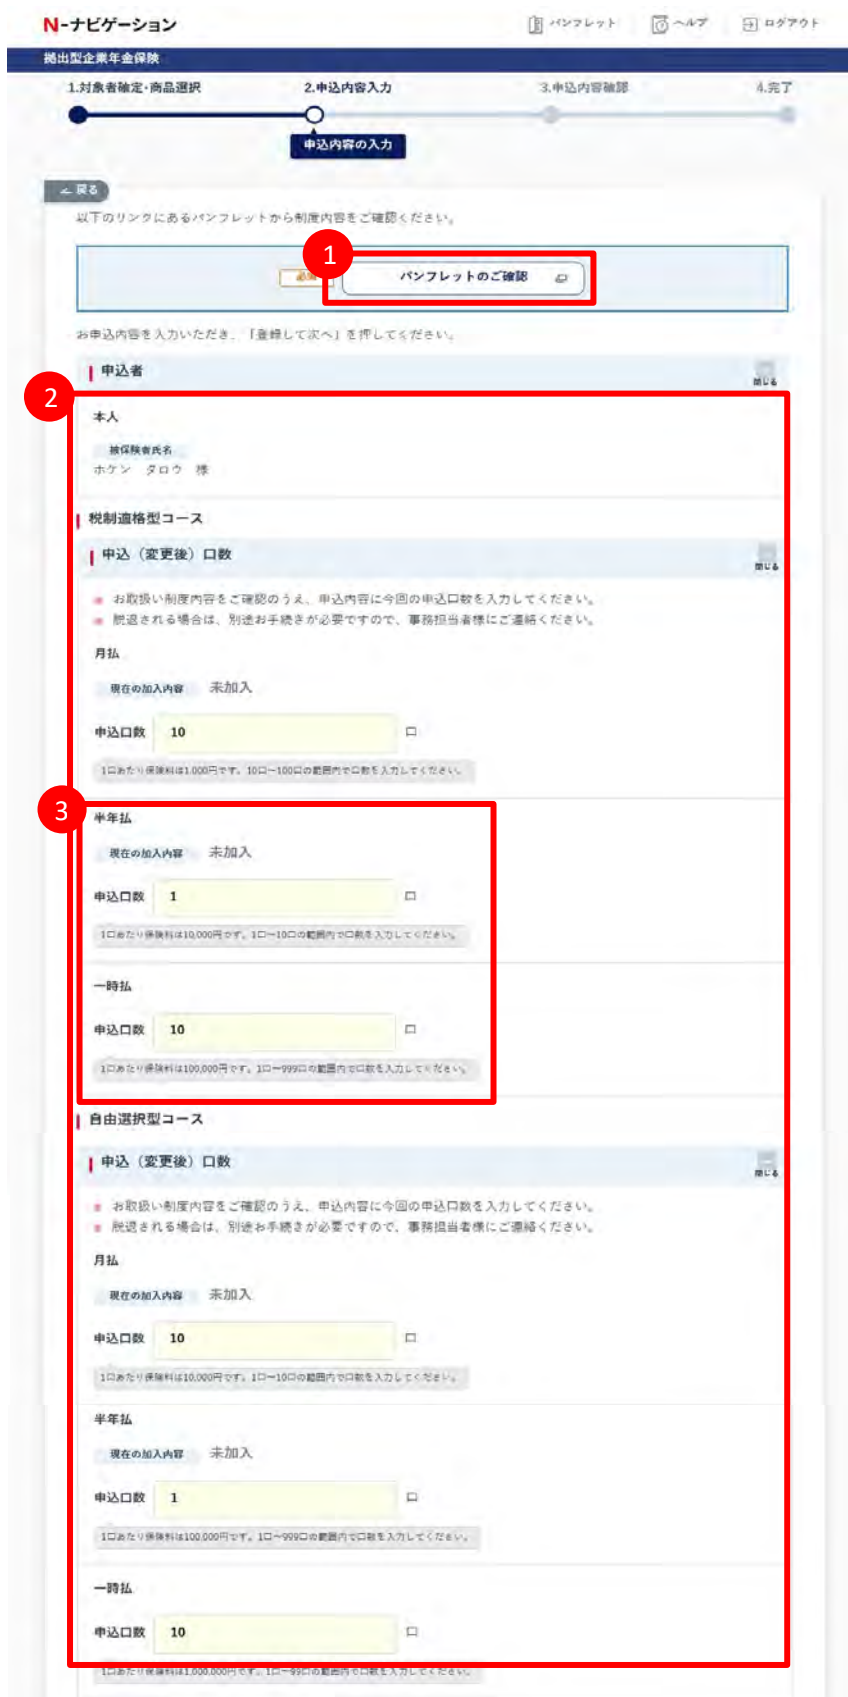 N-ナビゲーション
パンフレット ヘルプ ログアウト
拠出型企業年金保険
1.対象者確定・商品選択 2.申込内容入力 3.申込内容確認 4.完了
申込内容の入力
戻る
以下のリンクにあるパンフレットから制度内容をご確認ください。
1
必須 パンフレットのご確認
お申込内容を入力いただき、「登録して次へ」を押してください。
申込者
閉じる
2
本人
被保険者氏名
ホケン タロウ 様
税制適格型コース
申込（変更後）口数
閉じる
お取扱い制度内容をご確認のうえ、申込内容に今回の申込口数を入力してください。
脱退される場合は、別途お手続きが必要ですので、事務担当者様にご連絡ください。
月払
現在の加入内容 未加入
申込口数 10 口
1口あたり保険料は1,000円です。10口〜100口の範囲内で口数を入力してください。
3
半年払
現在の加入内容 未加入
申込口数 1 口
1口あたり保険料は10,000円です。1口〜10口の範囲内で口数を入力してください。
一時払
申込口数 10 口
1口あたり保険料は100,000円です。1口〜999口の範囲内で口数を入力してください。
自由選択型コース
申込（変更後）口数
閉じる
お取扱い制度内容をご確認のうえ、申込内容に今回の申込口数を入力してください。
脱退される場合は、別途お手続きが必要ですので、事務担当者様にご連絡ください。
月払
現在の加入内容 未加入
申込口数 10 口
1口あたり保険料は10,000円です。1口〜10口の範囲内で口数を入力してください。
半年払
現在の加入内容 未加入
申込口数 1 口
1口あたり保険料は100,000円です。1口〜999口の範囲内で口数を入力してください。
一時払
申込口数 10 口
1口あたり保険料は1,000,000円です。1口〜99口の範囲内で口数を入力してください。